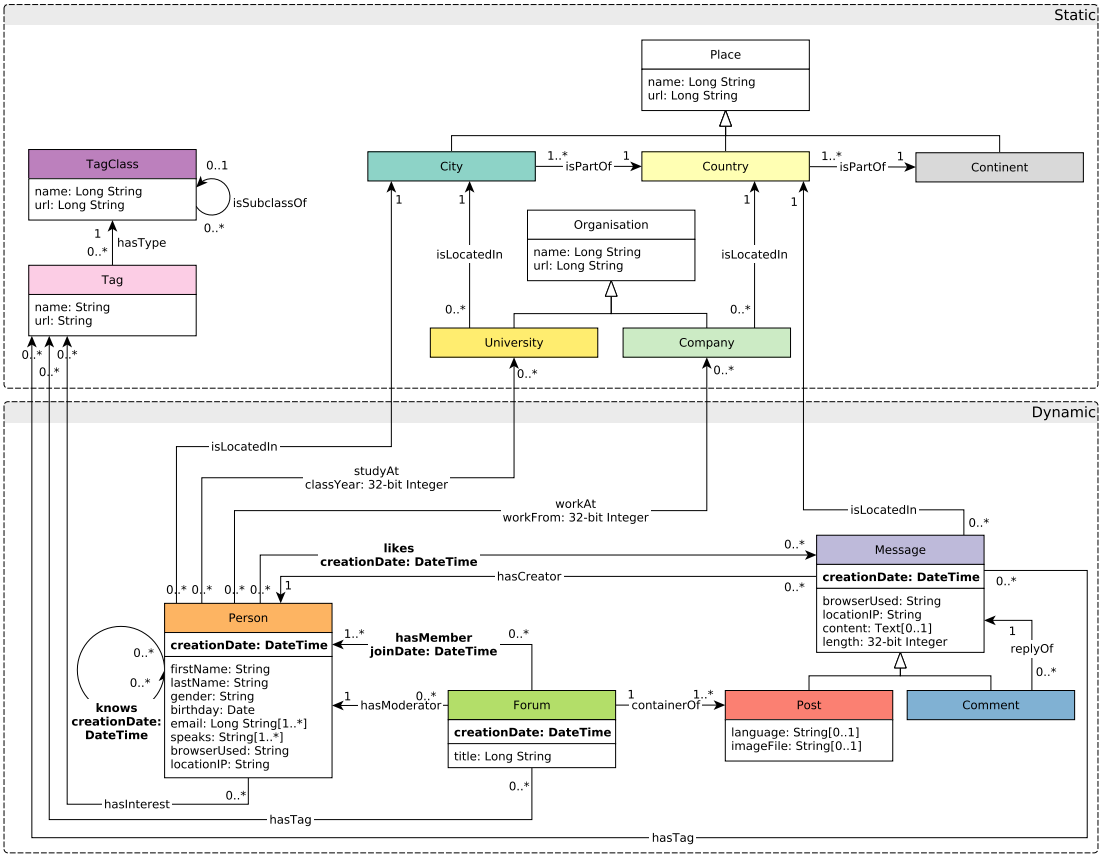 Static
Place
name: Long String
url: Long String
TagClass
name: Long String
url: Long String
0..1
isSubclassOf
0..*
City
1..*
isPartOf
1
Country
1..*
isPartOf
1
Continent
1
hasType
0..*
Tag
name: String
url: String
0..*
0..*
0..*
1
1
isLocatedIn
0..*
Organisation
name: Long String
url: Long String
1
isLocatedIn
0..*
1
University
0..*
Company
0..*
Dynamic
isLocatedIn
studyAt
classYear: 32-bit Integer
workAt
workFrom: 32-bit Integer
isLocatedIn
0..*
likes
creationDate: DateTime
0..*
hasCreator
0..*
0..*
0..*
0..*
0..*
1
Message
creationDate: DateTime
browserUsed: String
locationIP: String
content: Text[0..1]
length: 32-bit Integer
0..*
1
replyOf
0..*
Person
creationDate: DateTime
firstName: String
lastName: String
gender: String
birthday: Date
email: Long String[1..*]
speaks: String[1..*]
browserUsed: String
locationIP: String
0..*
0..*
knows
creationDate:
DateTime
1..*
hasMember
joinDate: DateTime
0..*
1
hasModerator
0..*
Forum
creationDate: DateTime
title: Long String
1
containerOf
1..*
Post
language: String[0..1]
imageFile: String[0..1]
Comment
0..*
hasInterest
0..*
hasTag
hasTag